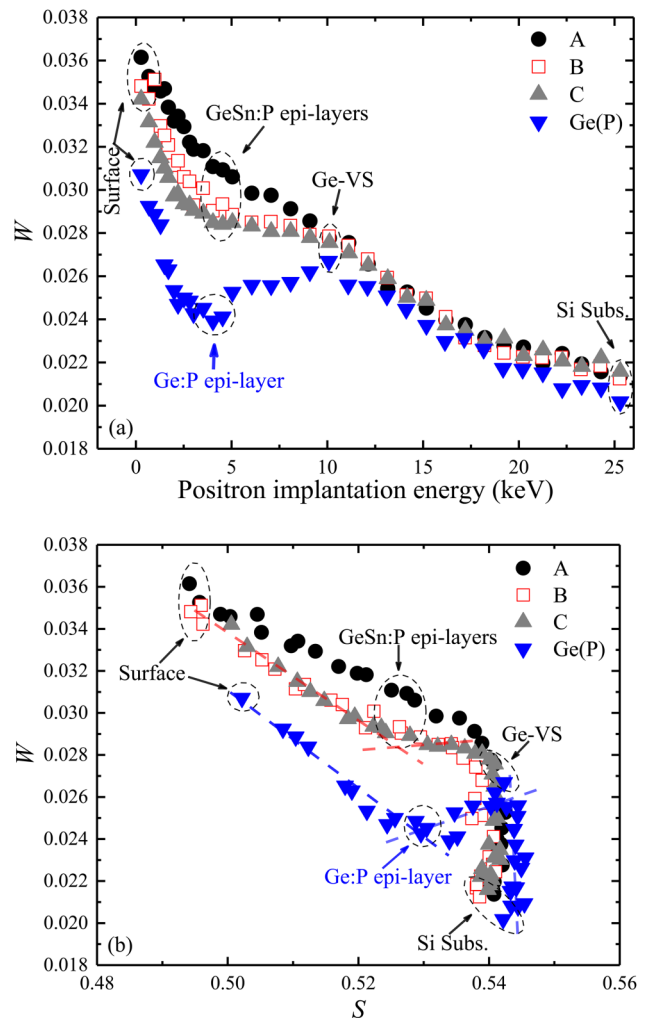 0.038
0.036
0.034
0.032
0.030
0.028
0.026
0.024
0.022
0.020
0.018
W
A
B
C
Ge(P)
GeSn:P epi-layers
Surface
Ge-VS
Si Subs.
Ge:P epi-layer
(a)
0 5 10 15 20 25
Positron implantation energy (keV)
0.038
0.036
0.034
0.032
0.030
0.028
0.026
0.024
0.022
0.020
0.018
W
A
B
C
Ge(P)
GeSn:P epi-layers
Surface
Ge-VS
Ge:P epi-layer
Si Subs.
(b)
0.48 0.50 0.52 0.54 0.56
S